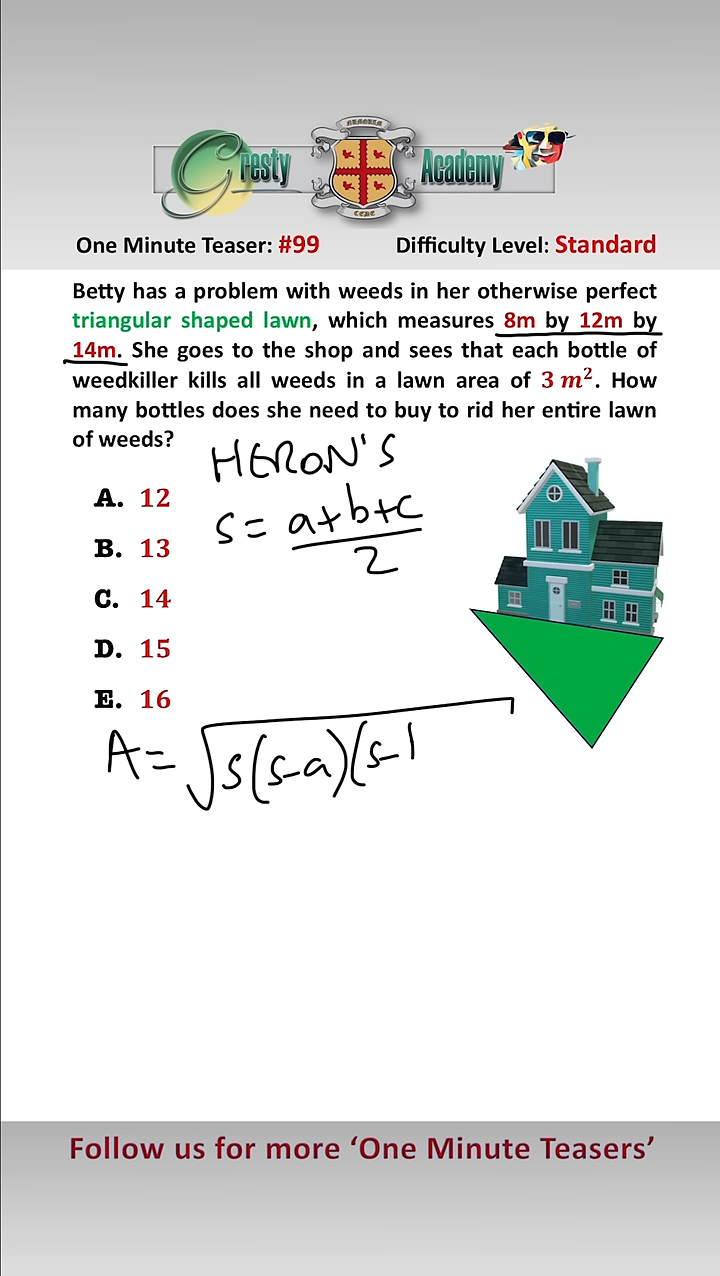 Gresty Academy
One Minute Teaser: #99 Difficulty Level: Standard
Betty has a problem with weeds in her otherwise perfect
triangular shaped lawn, which measures 8m by 12m by
14m. She goes to the shop and sees that each bottle of
weedkiller kills all weeds in a lawn area of 3 m². How
many bottles does she need to buy to rid her entire lawn
of weeds?
HERON'S
A. 12
s = a+b+c
2
B. 13
C. 14
D. 15
E. 16
A = √s(s-a)(s-
Follow us for more ‘One Minute Teasers’